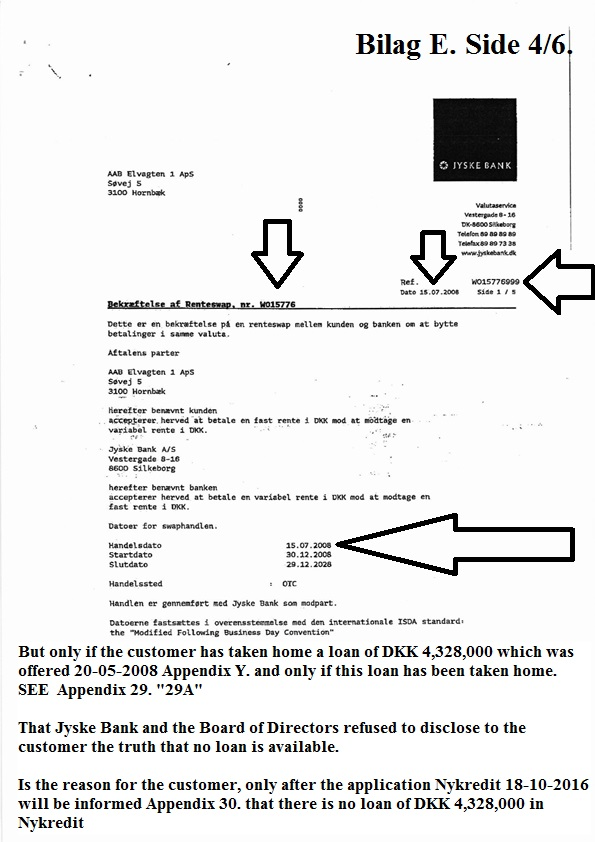 Bilag E. Side 4/6.
JYSKE BANK
AAB Elvagten 1 ApS
Søvej 5
3100 Hornbæk
Valutaservice
Vestergade 8 - 16
DK-8600 Silkeborg
Telefon 89 89 89 89
Telefax 89 89 73 28
www.jyskebank.dk
Ref. WO15776999
Dato 15.07.2008 Side 1 / 5
Bekræftelse af Renteswap, nr. WO15776
Dette er en bekræftelse på en renteswap mellem kunden og banken om at bytte
betalinger i samme valuta.
Aftalens parter
AAB Elvagten 1 ApS
Søvej 5
3100 Hornbæk
Herefter benævnt kunden
accepterer herved at betale en fast rente i DKK mod at modtage en
variabel rente i DKK.
Jyske Bank A/S
Vestergade 8-16
8600 Silkeborg
herefter benævnt banken
accepterer herved at betale en variabel rente i DKK mod at modtage en
fast rente i DKK.
Datoer for swaphandlen.
Handelsdato 15.07.2008
Startdato 30.12.2008
Slutdato 29.12.2028
Handelssted : OTC
Handlen er gennemført med Jyske Bank som modpart.
Datoerne fastsættes i overensstemmelse med den internationale ISDA standard:
the "Modified Following Business Day Convention"
But only if the customer has taken home a loan of DKK 4,328,000 which was
offered 20-05-2008 Appendix Y. and only if this loan has been taken home.
SEE Appendix 29. "29A"
That Jyske Bank and the Board of Directors refused to disclose to the
customer the truth that no loan is available.
Is the reason for the customer, only after the application Nykredit 18-10-2016
will be informed Appendix 30. that there is no loan of DKK 4,328,000 in
Nykredit